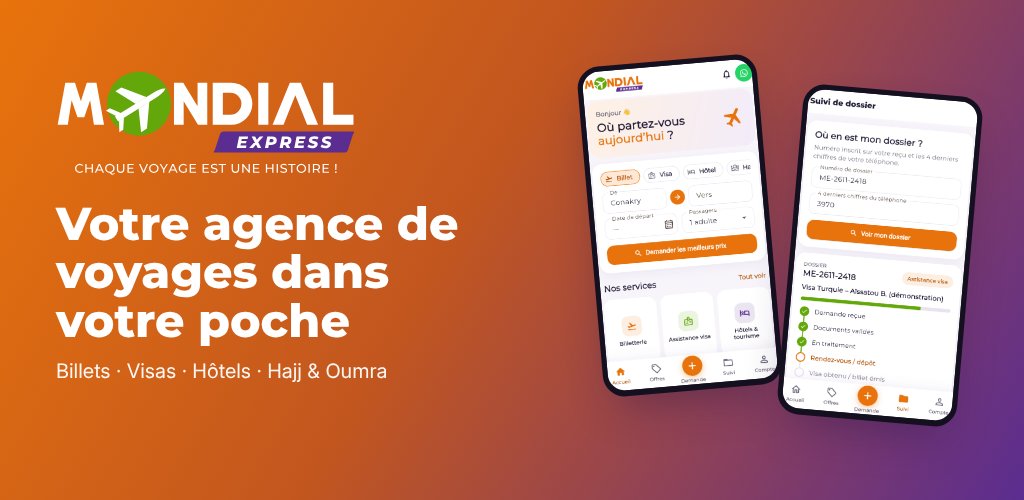 MONDIAL
EXPRESS
CHAQUE VOYAGE EST UNE HISTOIRE !
Votre agence de
voyages dans
votre poche
Billets · Visas · Hôtels · Hajj & Oumra
MONDIAL
EXPRESS
Bonjour 👋
Où partez-vous
aujourd'hui ?
Billet
Visa
Hôtel
Ha
De
Conakry
Vers
Date de départ
—
Passagers
1 adulte
Demander les meilleurs prix
Nos services
Tout voir
Billetterie
Assistance visa
Hôtels &
tourisme
Accueil
Offres
Demande
Suivi
Compte
Suivi de dossier
Où en est mon dossier ?
Numéro inscrit sur votre reçu et les 4 derniers
chiffres de votre téléphone.
Numéro de dossier
ME-2611-2418
4 derniers chiffres du téléphone
3970
Voir mon dossier
DOSSIER
ME-2611-2418
Assistance visa
Visa Turquie – Aïssatou B. (démonstration)
Demande reçue
Documents validés
En traitement
Rendez-vous / dépôt
Visa obtenu / billet émis
Accueil
Offres
Demande
Suivi
Compte